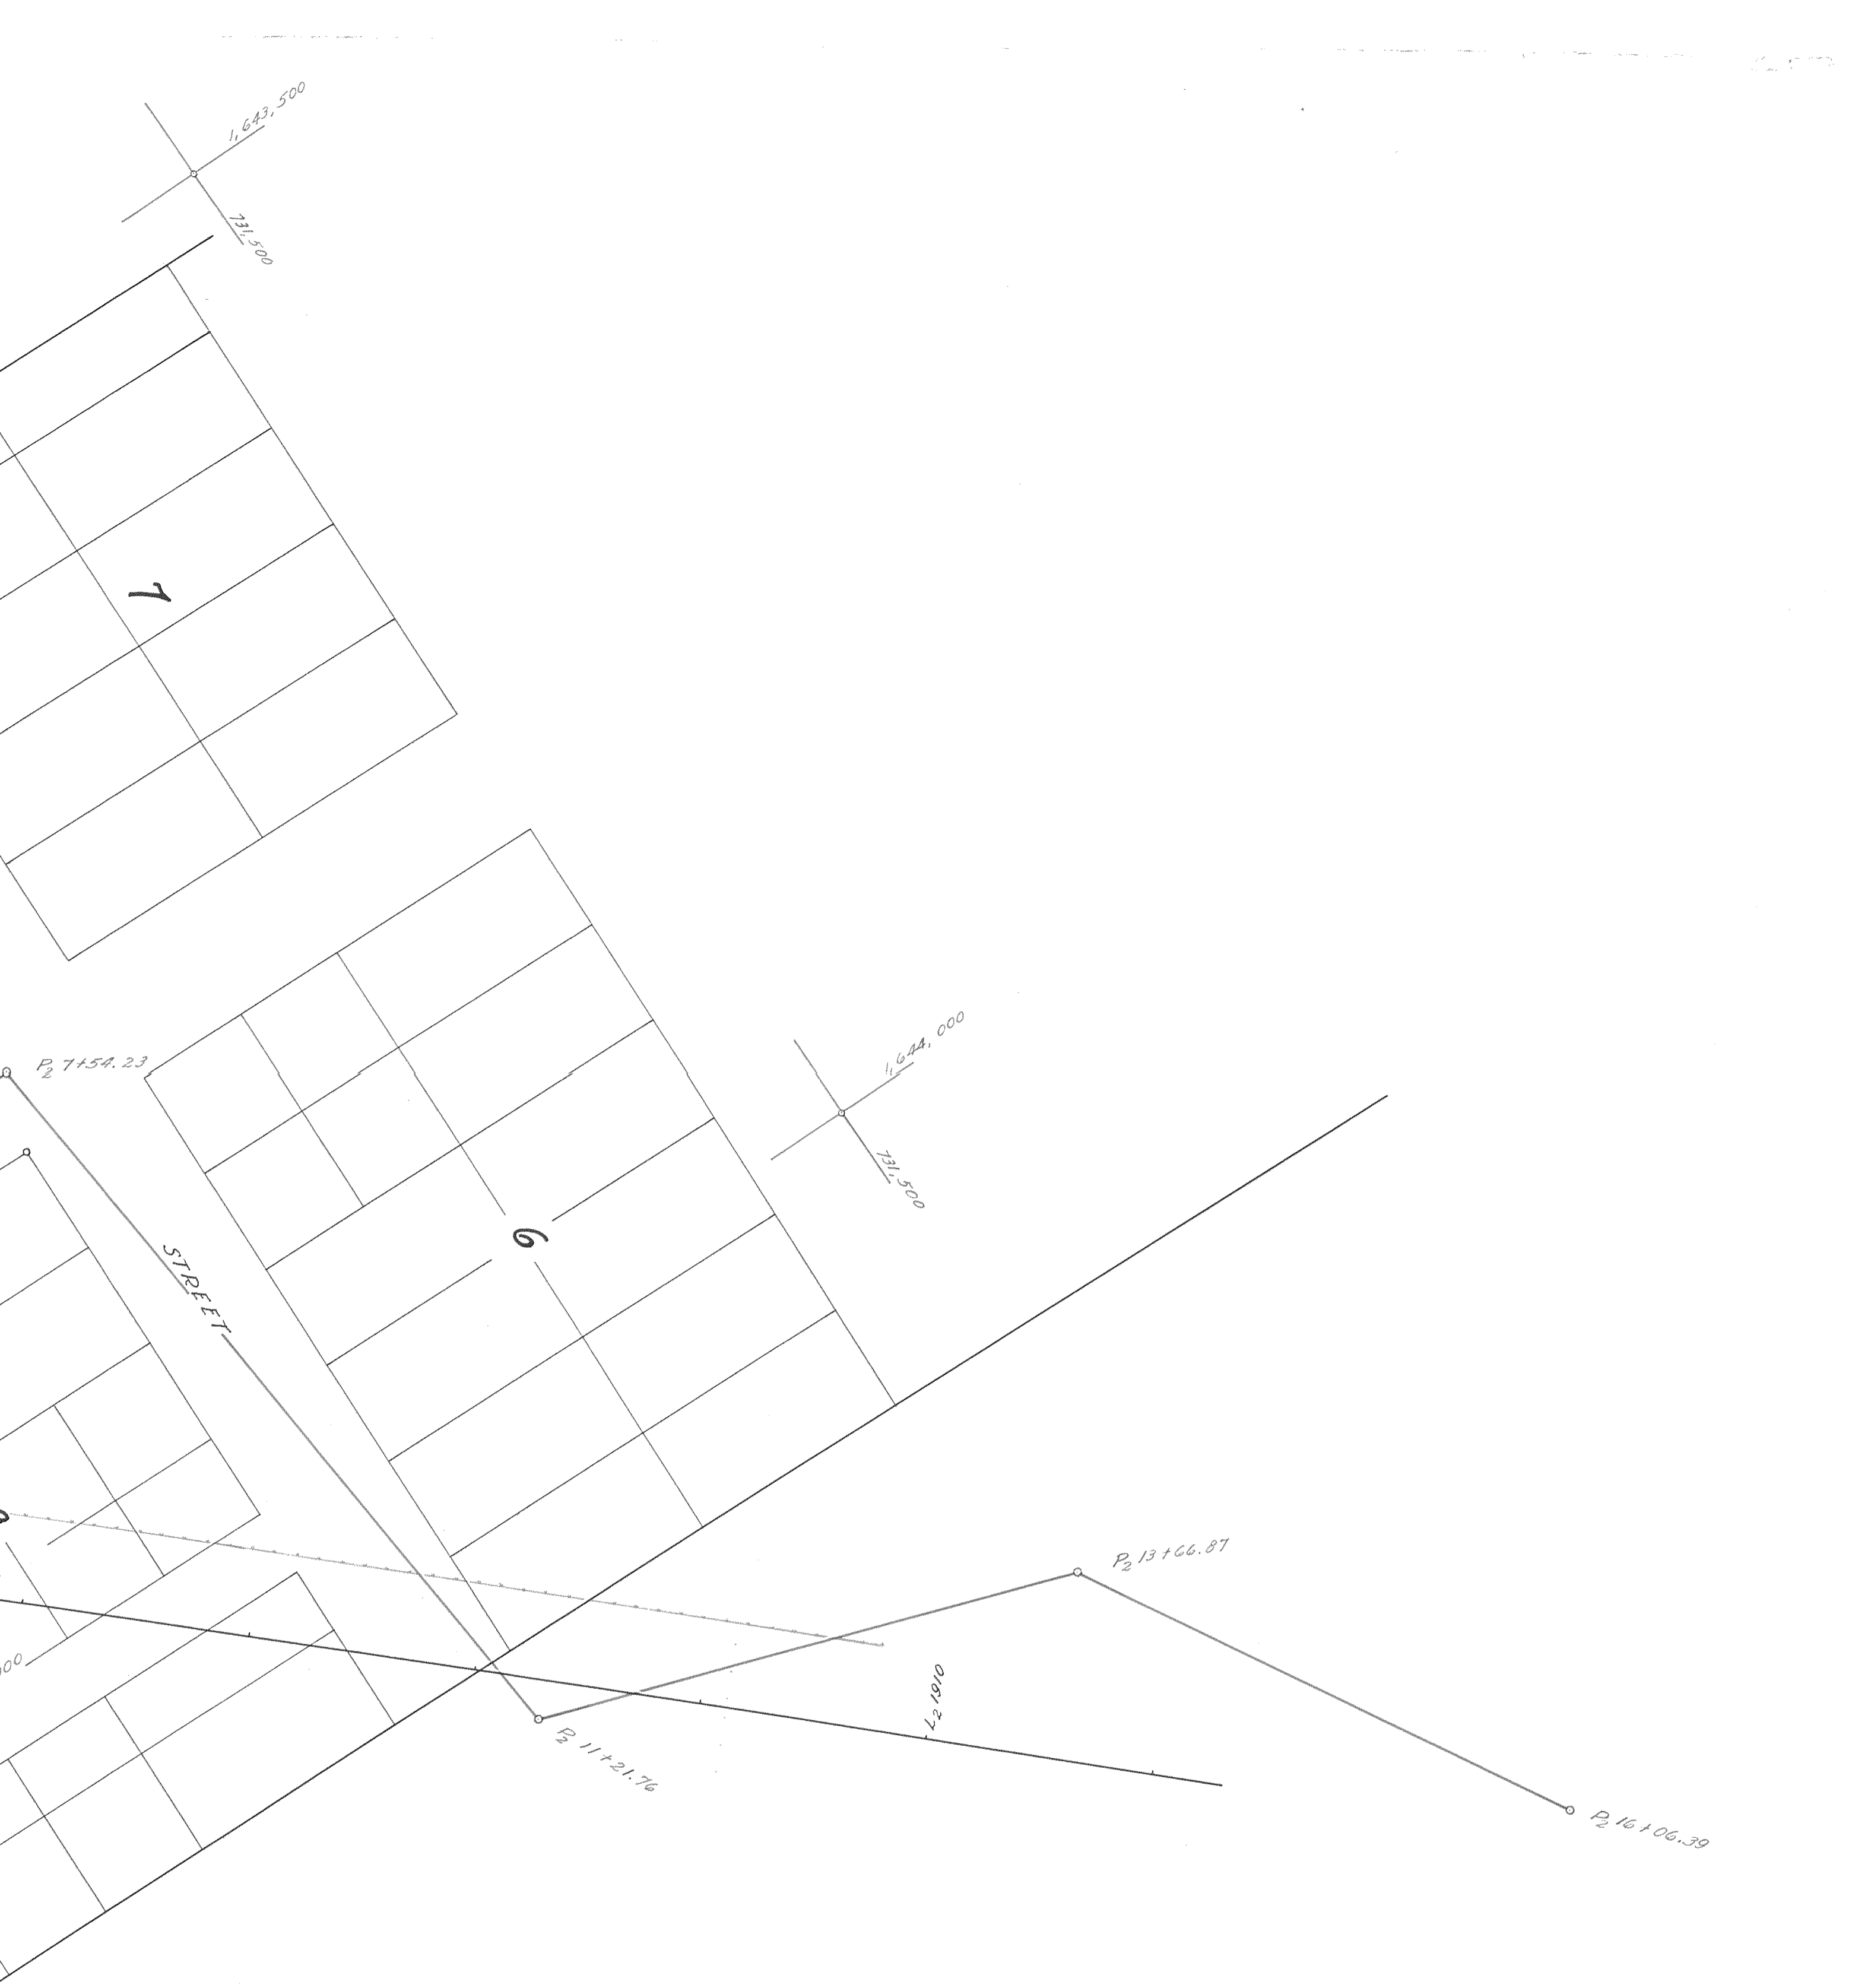 1,643,500
731,500
7
P2 7+54.23
1,644,000
731,500
6
STREET
P2 13+66.87
L2 1910
P2 11+21.76
P2 16+06.39
00